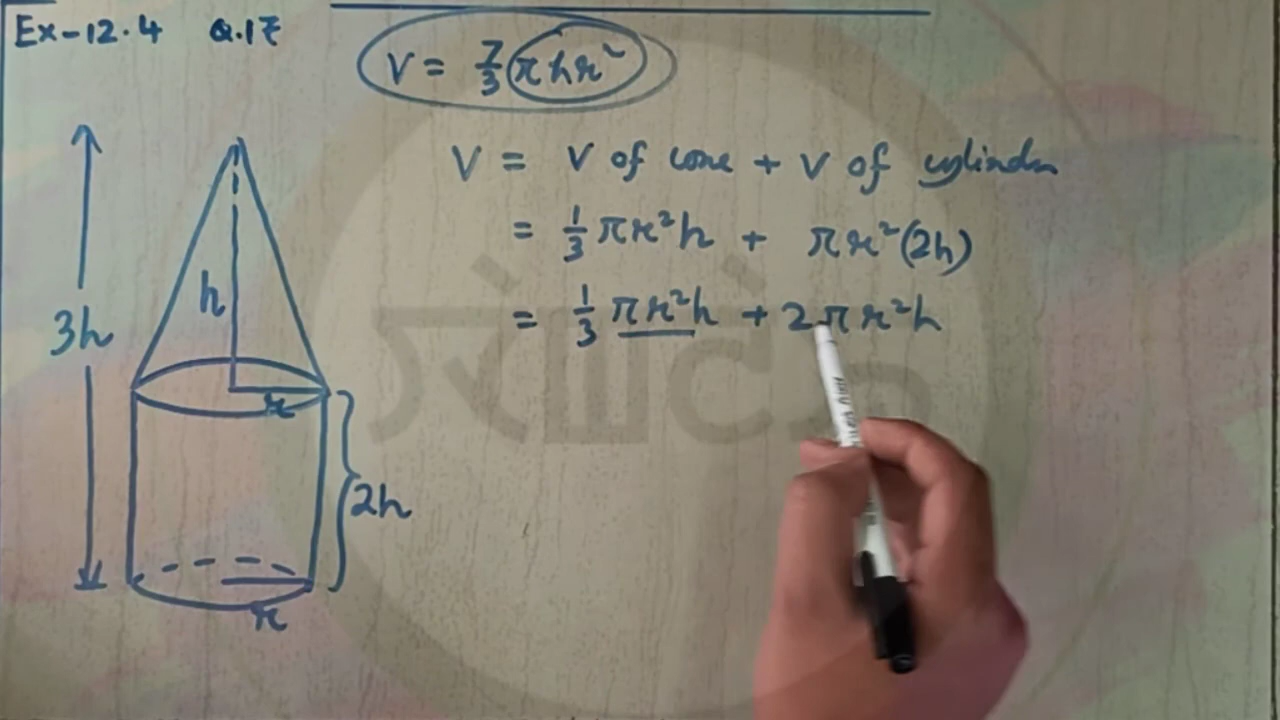 Ex-12.4 Q.17
V = 7/3 πhr²
V = V of cone + V of cylinder
= 1/3 πr²h + πr²(2h)
= 1/3 πr²h + 2πr²h
3h
h
r
2h
r